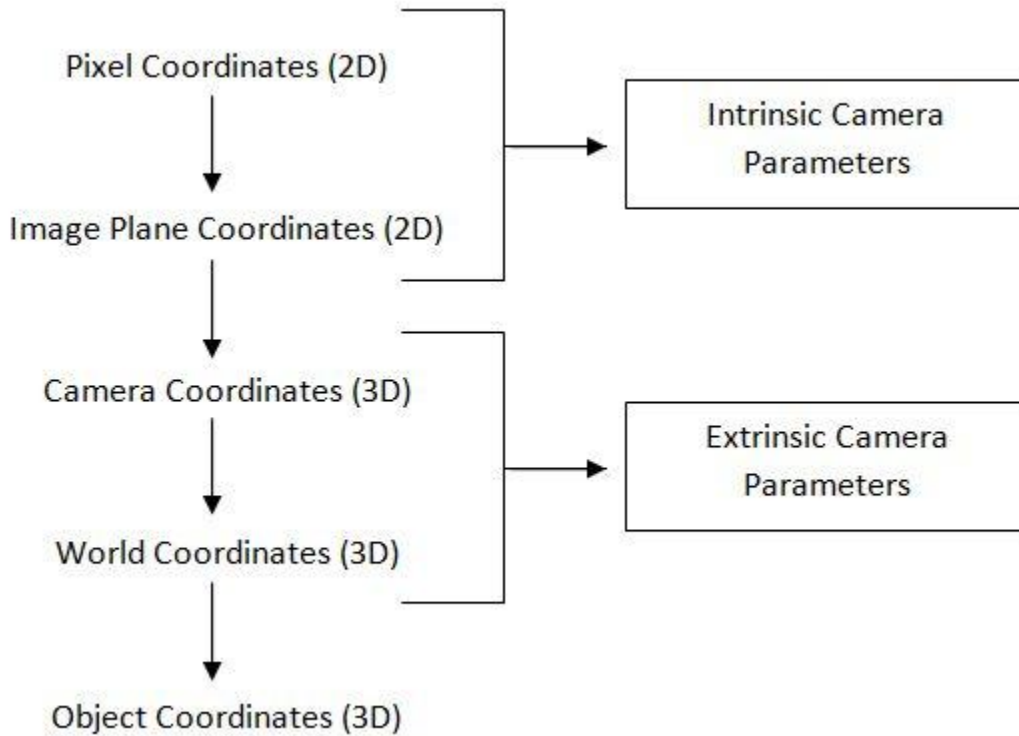 Pixel Coordinates (2D)
Intrinsic Camera
Parameters
Image Plane Coordinates (2D)
Camera Coordinates (3D)
Extrinsic Camera
Parameters
World Coordinates (3D)
Object Coordinates (3D)